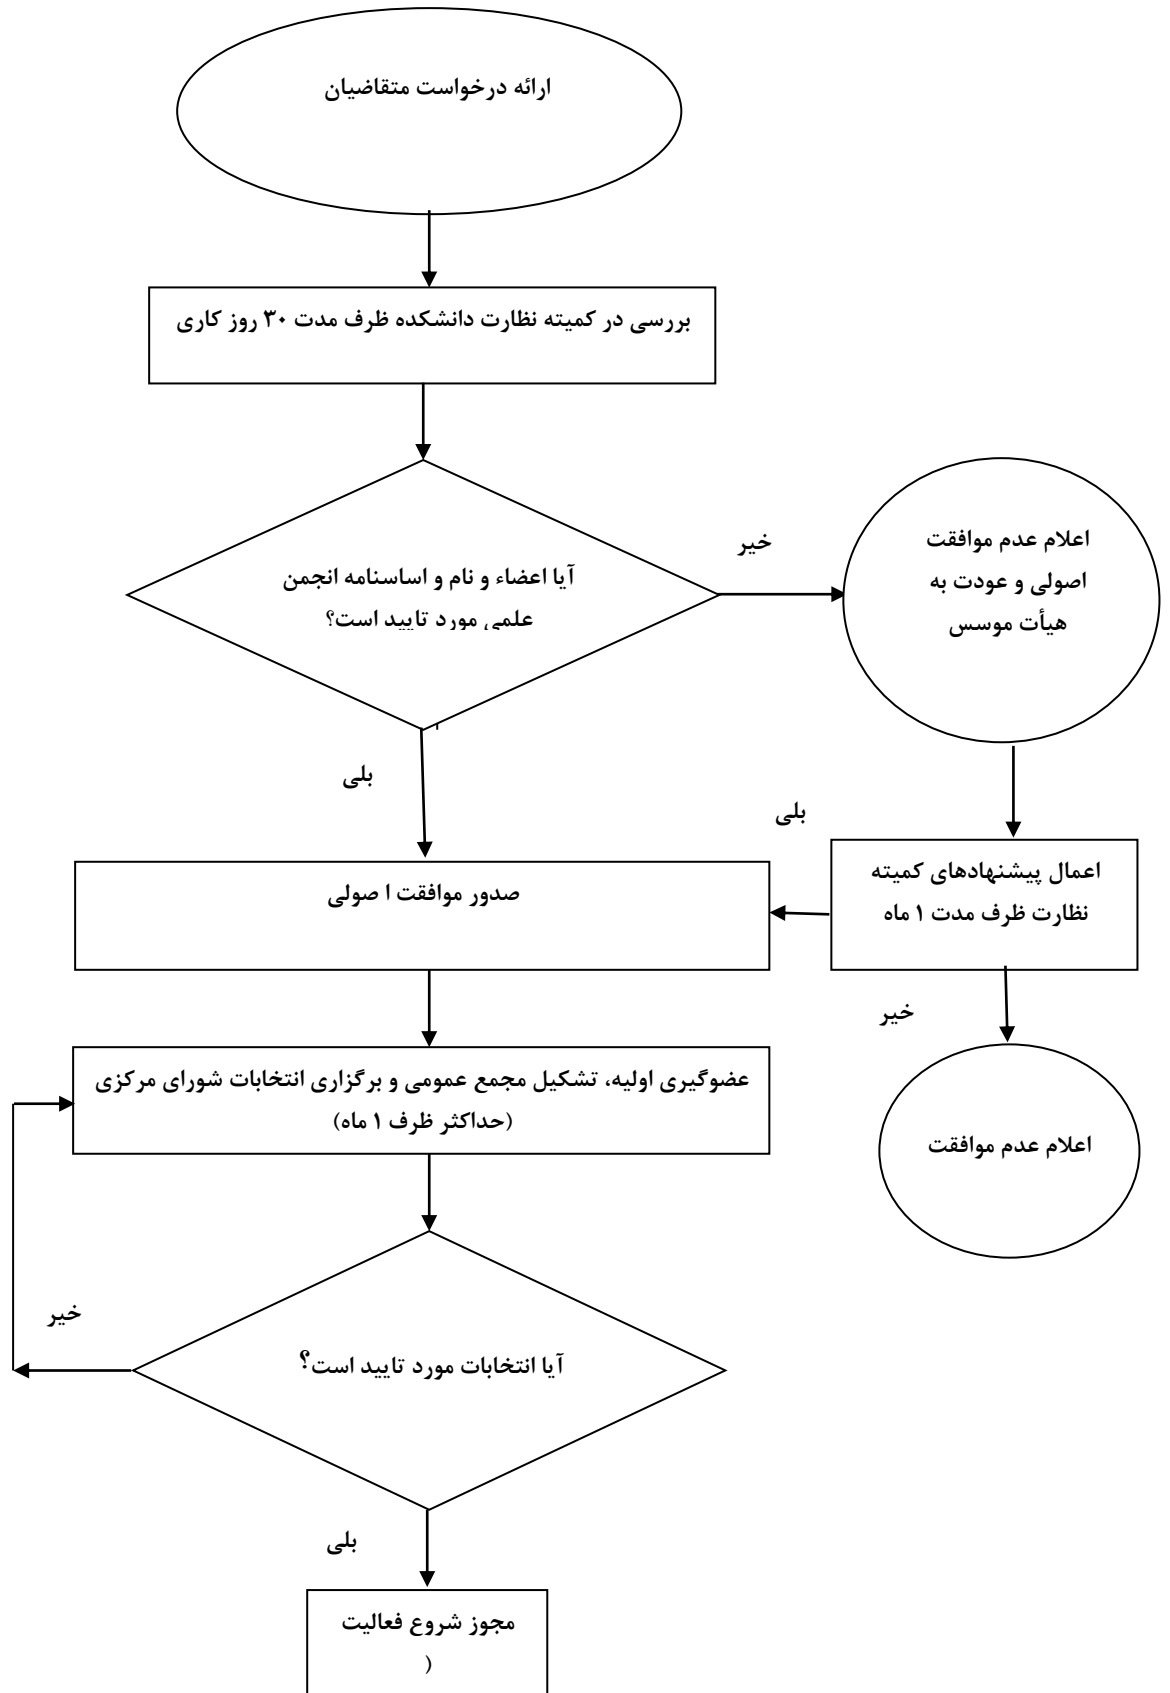 ارائه درخواست متقاضیان
بررسی در کمیته نظارت دانشکده ظرف مدت ۳۰ روز کاری
خیر
آیا اعضاء و نام و اساسنامه انجمن
علمی مورد تایید است؟
اعلام عدم موافقت
اصولی و عودت به
هیأت موسس
بلی
بلی
صدور موافقت ا صولی
اعمال پیشنهادهای کمیته
نظارت ظرف مدت ۱ ماه
خیر
عضوگیری اولیه، تشکیل مجمع عمومی و برگزاری انتخابات شورای مرکزی
(حداکثر ظرف ۱ ماه)
اعلام عدم موافقت
خیر
آیا انتخابات مورد تایید است؟
بلی
مجوز شروع فعالیت
(